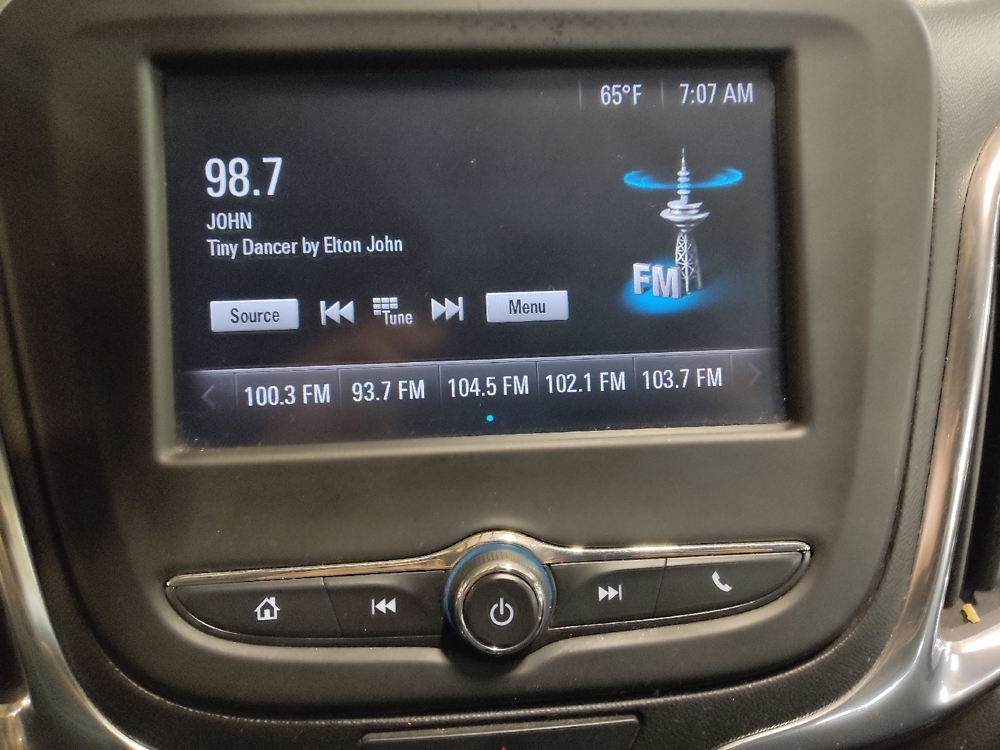 65°F 7:07 AM
98.7
JOHN
Tiny Dancer by Elton John
FM
Source Tune Menu
100.3 FM 93.7 FM 104.5 FM 102.1 FM 103.7 FM